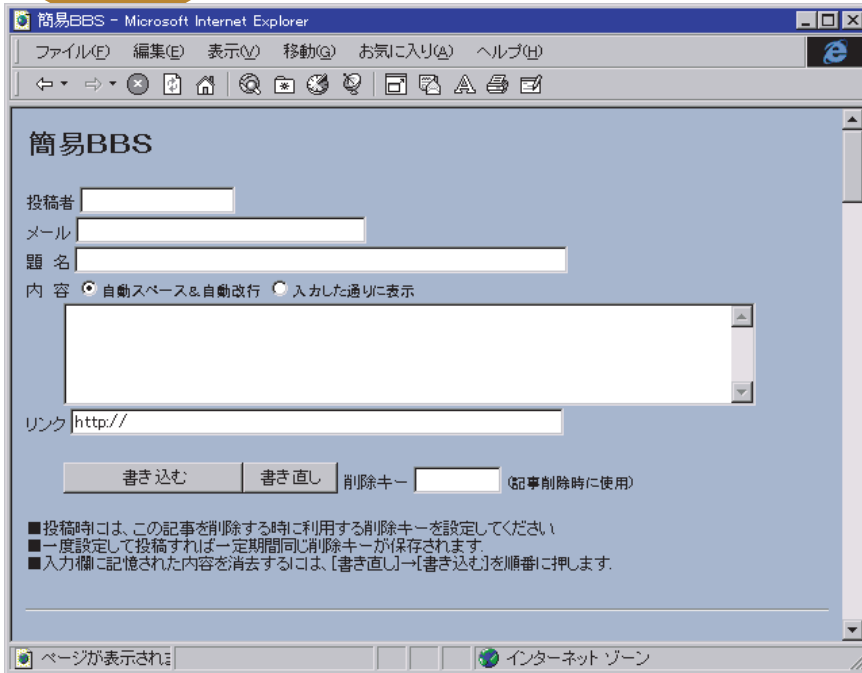 簡易BBS - Microsoft Internet Explorer
ファイル(F) 編集(E) 表示(V) 移動(G) お気に入り(A) ヘルプ(H)
簡易BBS
投稿者
メール
題 名
内 容 自動スペース&自動改行 入力した通りに表示
リンク http://
書き込む 書き直し 削除キー (記事削除時に使用)
■投稿時には、この記事を削除する時に利用する削除キーを設定してください
■一度設定して投稿すれば一定期間同じ削除キーが保存されます.
■入力欄に記憶された内容を消去するには、[書き直し]→[書き込む]を順番に押します.
ページが表示されま インターネット ゾーン